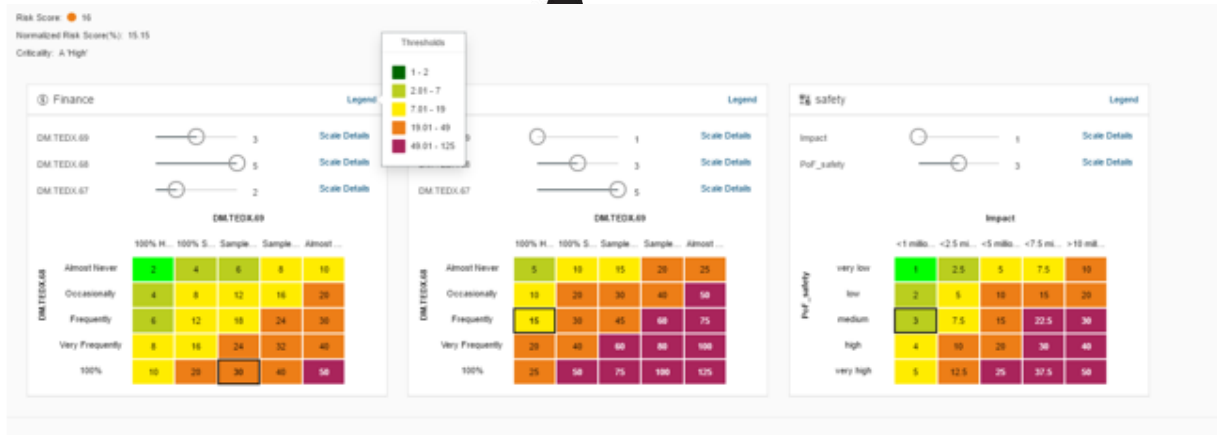 Risk Score: 16
Normalized Risk Score(%): 15.15
Criticality: A 'High'
Thresholds
1 - 2
2.01 - 7
7.01 - 19
19.01 - 49
49.01 - 125
Finance Legend
DM.TEDX.69 3 Scale Details
DM.TEDX.68 5 Scale Details
DM.TEDX.67 2 Scale Details
DM.TEDX.69
100% H... 100% S... Sample... Sample... Almost ...
DM.TEDX.68
Almost Never 2 4 6 8 10
Occasionally 4 8 12 16 20
Frequently 6 12 18 24 30
Very Frequently 8 16 24 32 40
100% 10 20 30 40 50
Legend
1 Scale Details
3 Scale Details
DM.TEDX.67 5 Scale Details
DM.TEDX.69
100% H... 100% S... Sample... Sample... Almost ...
DM.TEDX.68
Almost Never 5 10 15 20 25
Occasionally 10 20 30 40 50
Frequently 15 30 45 60 75
Very Frequently 20 40 60 80 100
100% 25 50 75 100 125
safety Legend
Impact 1 Scale Details
PoF_safety 3 Scale Details
Impact
<1 millio... <2.5 mi... <5 millio... <7.5 mi... >10 mill...
PoF_safety
very low 1 2.5 5 7.5 10
low 2 5 10 15 20
medium 3 7.5 15 22.5 30
high 4 10 20 30 40
very high 5 12.5 25 37.5 50